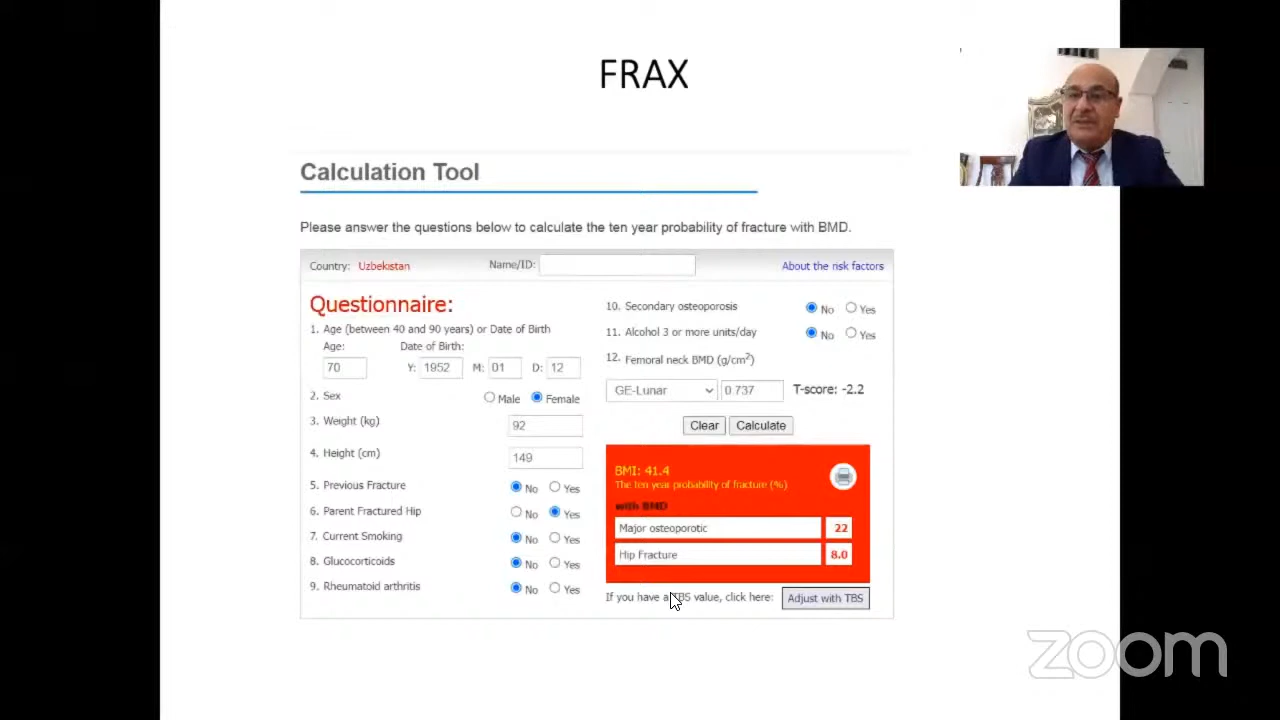 FRAX
Calculation Tool
Please answer the questions below to calculate the ten year probability of fracture with BMD.
Country: Uzbekistan Name/ID: About the risk factors
Questionnaire:
1. Age (between 40 and 90 years) or Date of Birth
Age: Date of Birth:
70 Y: 1952 M: 01 D: 12
2. Sex Male Female
3. Weight (kg) 92
4. Height (cm) 149
5. Previous Fracture No Yes
6. Parent Fractured Hip No Yes
7. Current Smoking No Yes
8. Glucocorticoids No Yes
9. Rheumatoid arthritis No Yes
10. Secondary osteoporosis No Yes
11. Alcohol 3 or more units/day No Yes
12. Femoral neck BMD (g/cm²)
GE-Lunar 0.737 T-score: -2.2
Clear Calculate
BMI: 41.4
The ten year probability of fracture (%)
with BMD
Major osteoporotic 22
Hip Fracture 8.0
If you have a TBS value, click here: Adjust with TBS
zoom